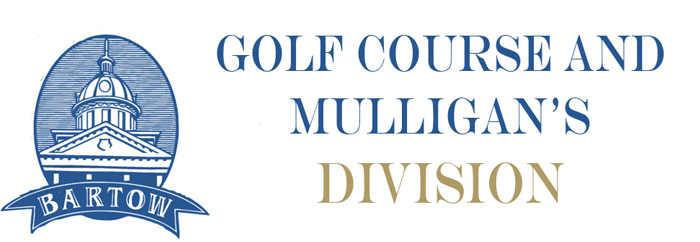 BARTOW
GOLF COURSE AND
MULLIGAN’S
DIVISION